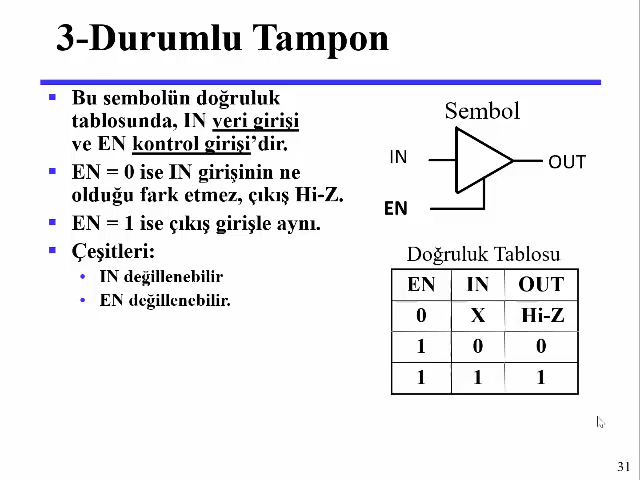 3-Durumlu Tampon
Bu sembolün doğruluk
tablosunda, IN veri girişi
ve EN kontrol girişi’dir.
EN = 0 ise IN girişinin ne
olduğu fark etmez, çıkış Hi-Z.
EN = 1 ise çıkış girişle aynı.
Çeşitleri:
IN değillenebilir
EN değillenebilir.
Sembol
IN
OUT
EN
Doğruluk Tablosu
EN IN OUT
0 X Hi-Z
1 0 0
1 1 1
31